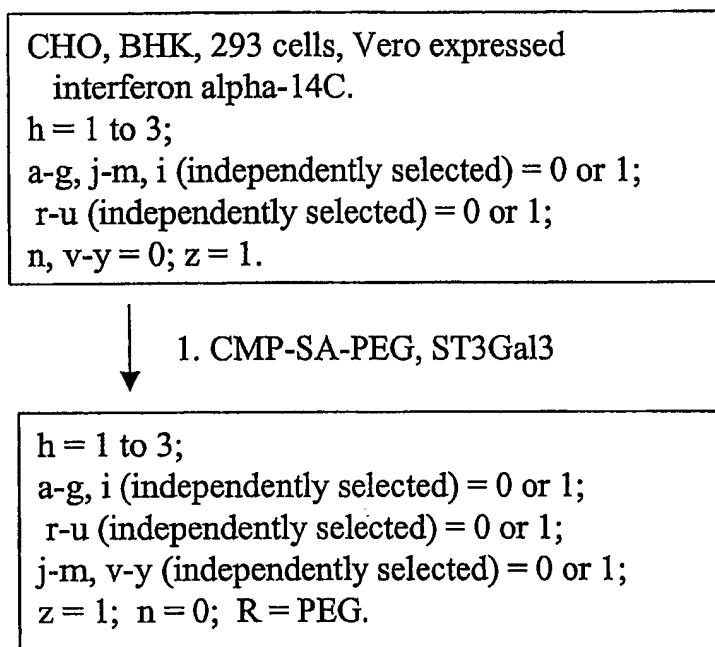 CHO, BHK, 293 cells, Vero expressed
interferon alpha-14C.
h = 1 to 3;
a-g, j-m, i (independently selected) = 0 or 1;
r-u (independently selected) = 0 or 1;
n, v-y = 0; z = 1.
1. CMP-SA-PEG, ST3Gal3
h = 1 to 3;
a-g, i (independently selected) = 0 or 1;
r-u (independently selected) = 0 or 1;
j-m, v-y (independently selected) = 0 or 1;
z = 1; n = 0; R = PEG.